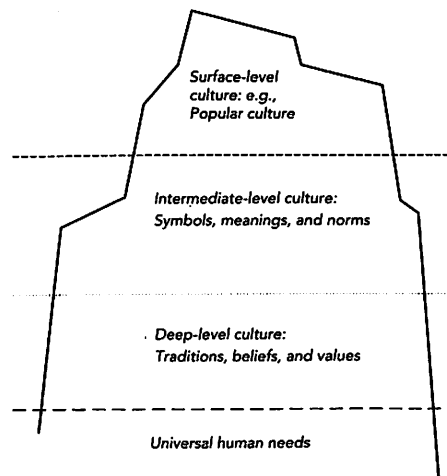 Surface-level
culture: e.g.,
Popular culture
Intermediate-level culture:
Symbols, meanings, and norms
Deep-level culture:
Traditions, beliefs, and values
Universal human needs